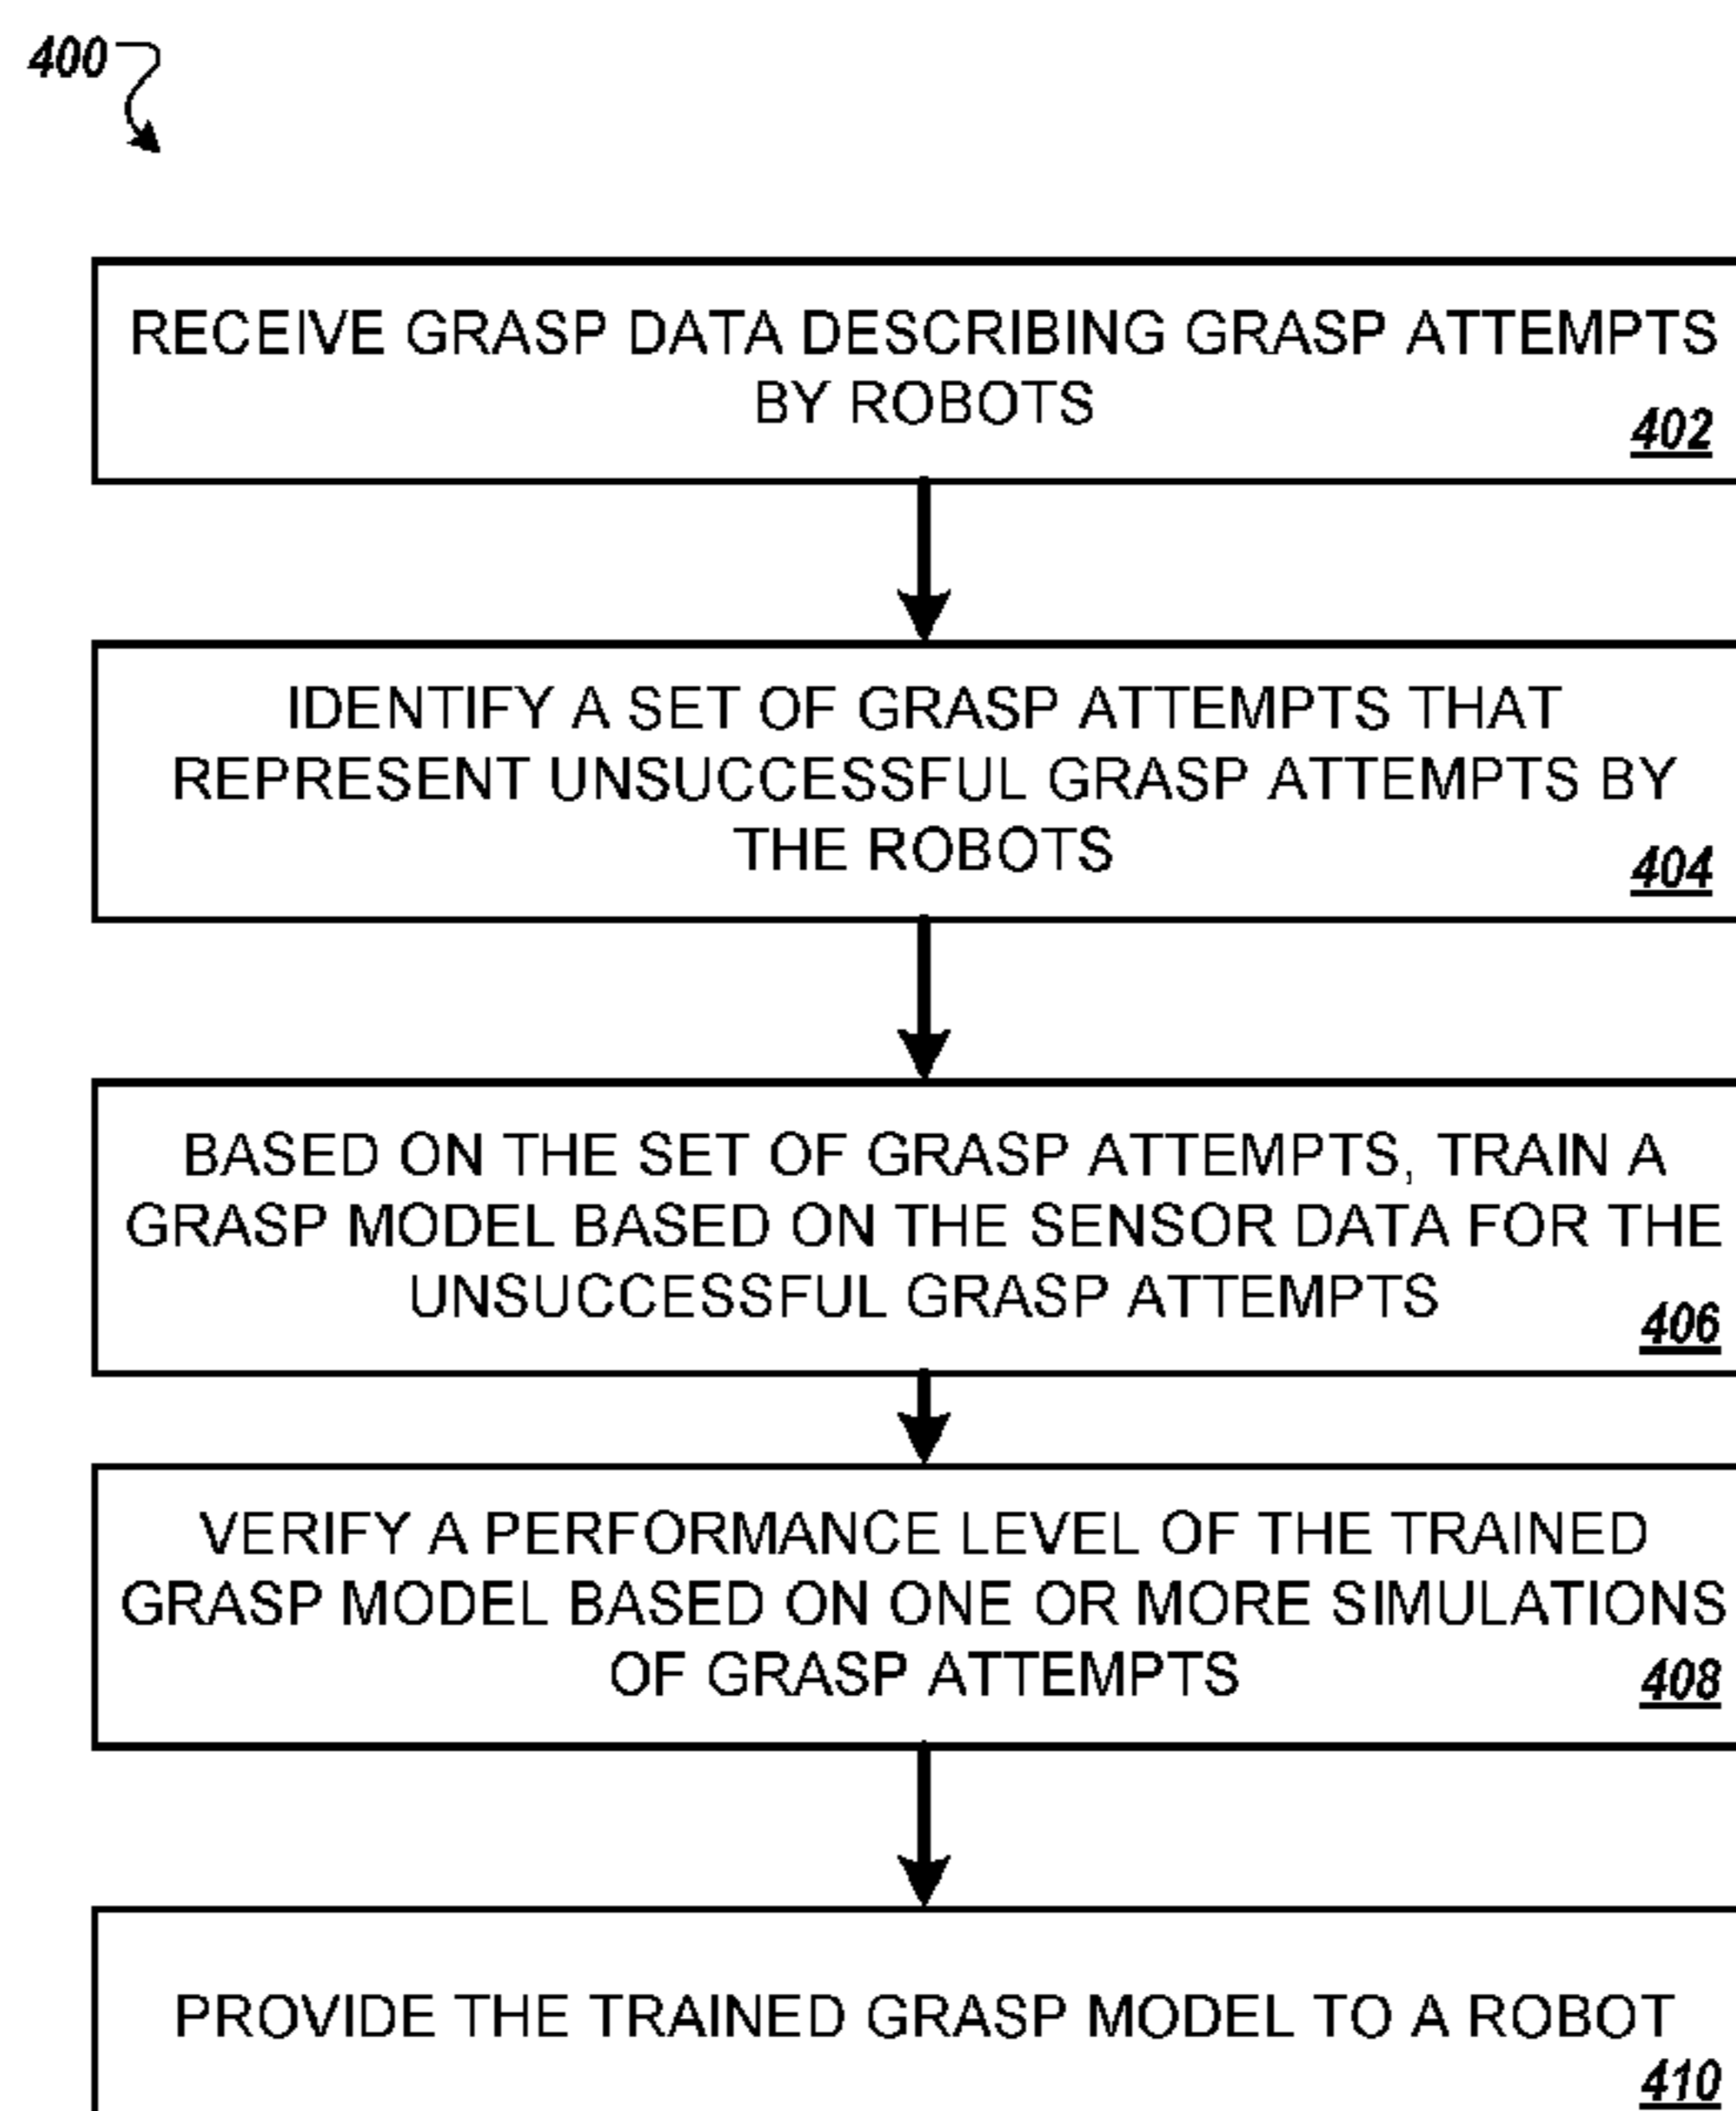 400
RECEIVE GRASP DATA DESCRIBING GRASP ATTEMPTS
BY ROBOTS
402
IDENTIFY A SET OF GRASP ATTEMPTS THAT
REPRESENT UNSUCCESSFUL GRASP ATTEMPTS BY
THE ROBOTS
404
BASED ON THE SET OF GRASP ATTEMPTS, TRAIN A
GRASP MODEL BASED ON THE SENSOR DATA FOR THE
UNSUCCESSFUL GRASP ATTEMPTS
406
VERIFY A PERFORMANCE LEVEL OF THE TRAINED
GRASP MODEL BASED ON ONE OR MORE SIMULATIONS
OF GRASP ATTEMPTS
408
PROVIDE THE TRAINED GRASP MODEL TO A ROBOT
410